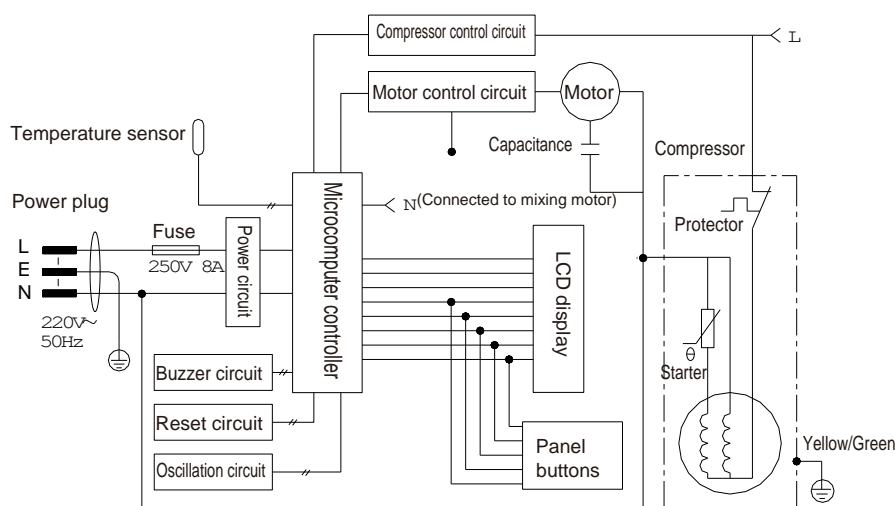 Compressor control circuit
L
Motor control circuit
Motor
Temperature sensor
Capacitance
Compressor
Microcomputer controller
N(Connected to mixing motor)
Power plug
Protector
Fuse
L
Power circuit
LCD display
E
250V 8A
N
220V~
50Hz
θ
Starter
Buzzer circuit
Reset circuit
Panel
buttons
Yellow/Green
Oscillation circuit